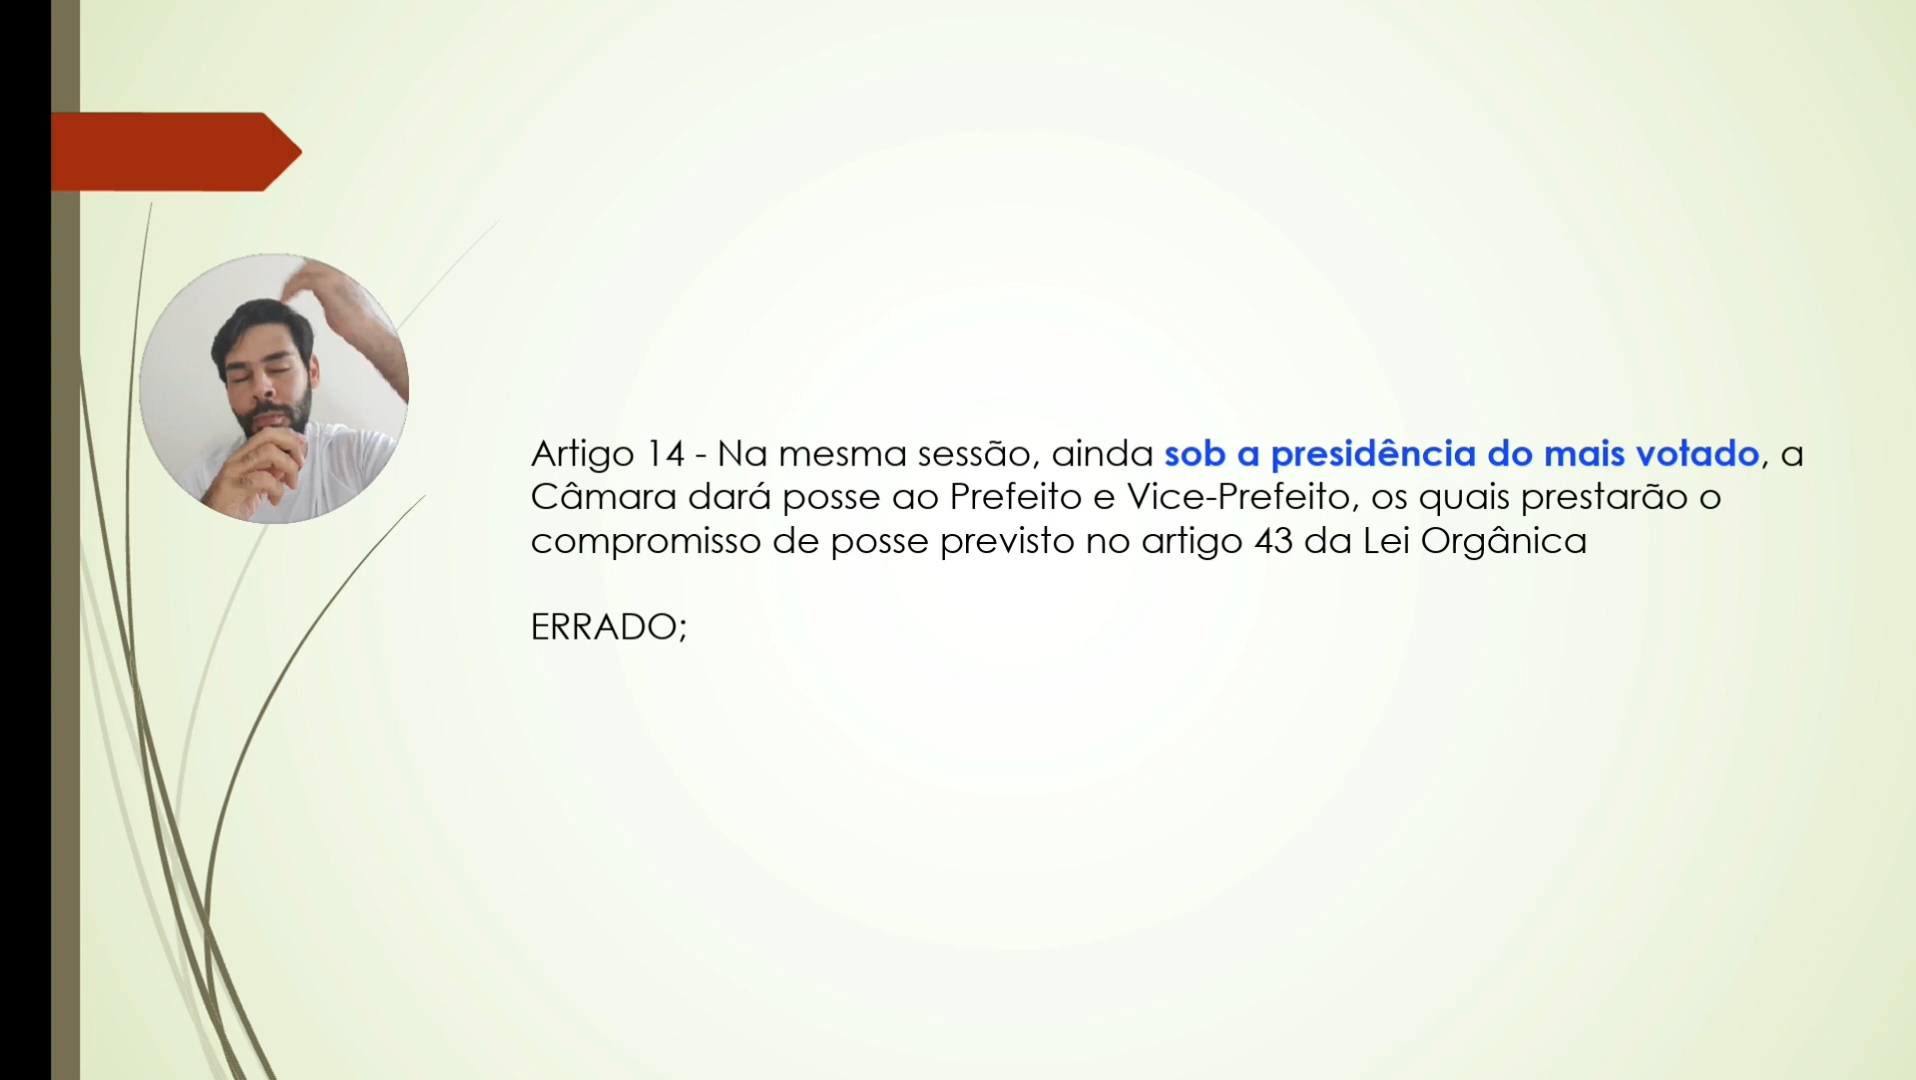 Artigo 14 - Na mesma sessão, ainda sob a presidência do mais votado, a
Câmara dará posse ao Prefeito e Vice-Prefeito, os quais prestarão o
compromisso de posse previsto no artigo 43 da Lei Orgânica
ERRADO;